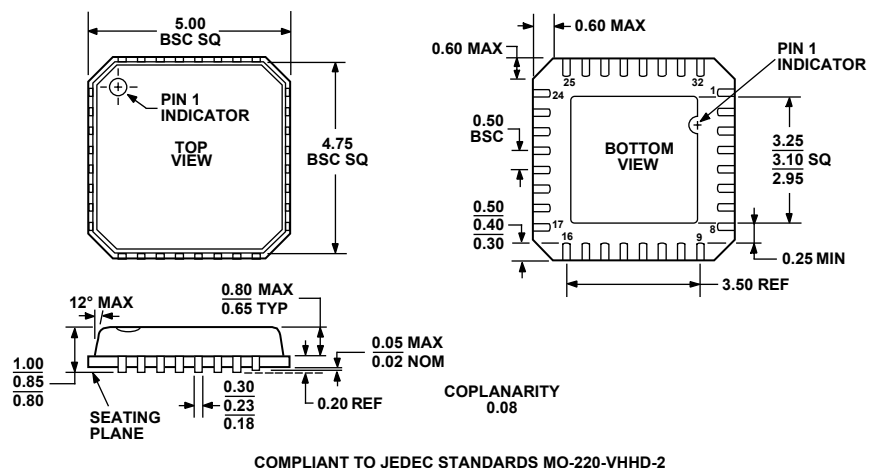 5.00
BSC SQ
PIN 1
INDICATOR
TOP
VIEW
4.75
BSC SQ
0.60 MAX
0.60 MAX
PIN 1
INDICATOR
25
32
24
1
0.50
BSC
BOTTOM
VIEW
3.25
3.10 SQ
2.95
0.50
0.40
0.30
17
8
16
9
0.25 MIN
3.50 REF
12° MAX
0.80 MAX
0.65 TYP
0.05 MAX
0.02 NOM
1.00
0.85
0.80
SEATING
PLANE
0.30
0.23
0.18
0.20 REF
COPLANARITY
0.08
COMPLIANT TO JEDEC STANDARDS MO-220-VHHD-2